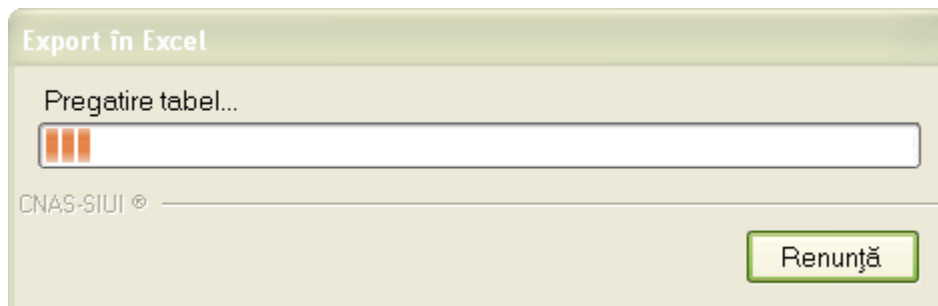 Export în Excel
Pregatire tabel...
CNAS-SIUI ®
Renunţă